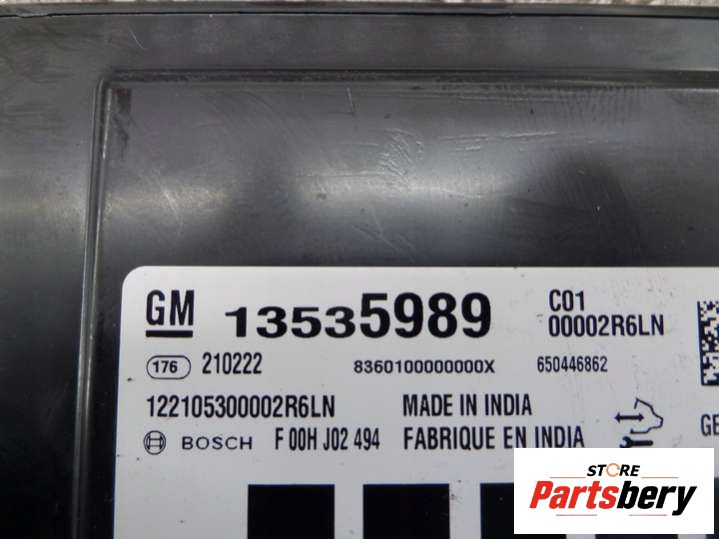 GM 13535989 C01
00002R6LN
176 210222 8360100000000X 650446862
122105300002R6LN MADE IN INDIA
BOSCH F 00H J02 494 FABRIQUE EN INDIA
STORE
Partsbery